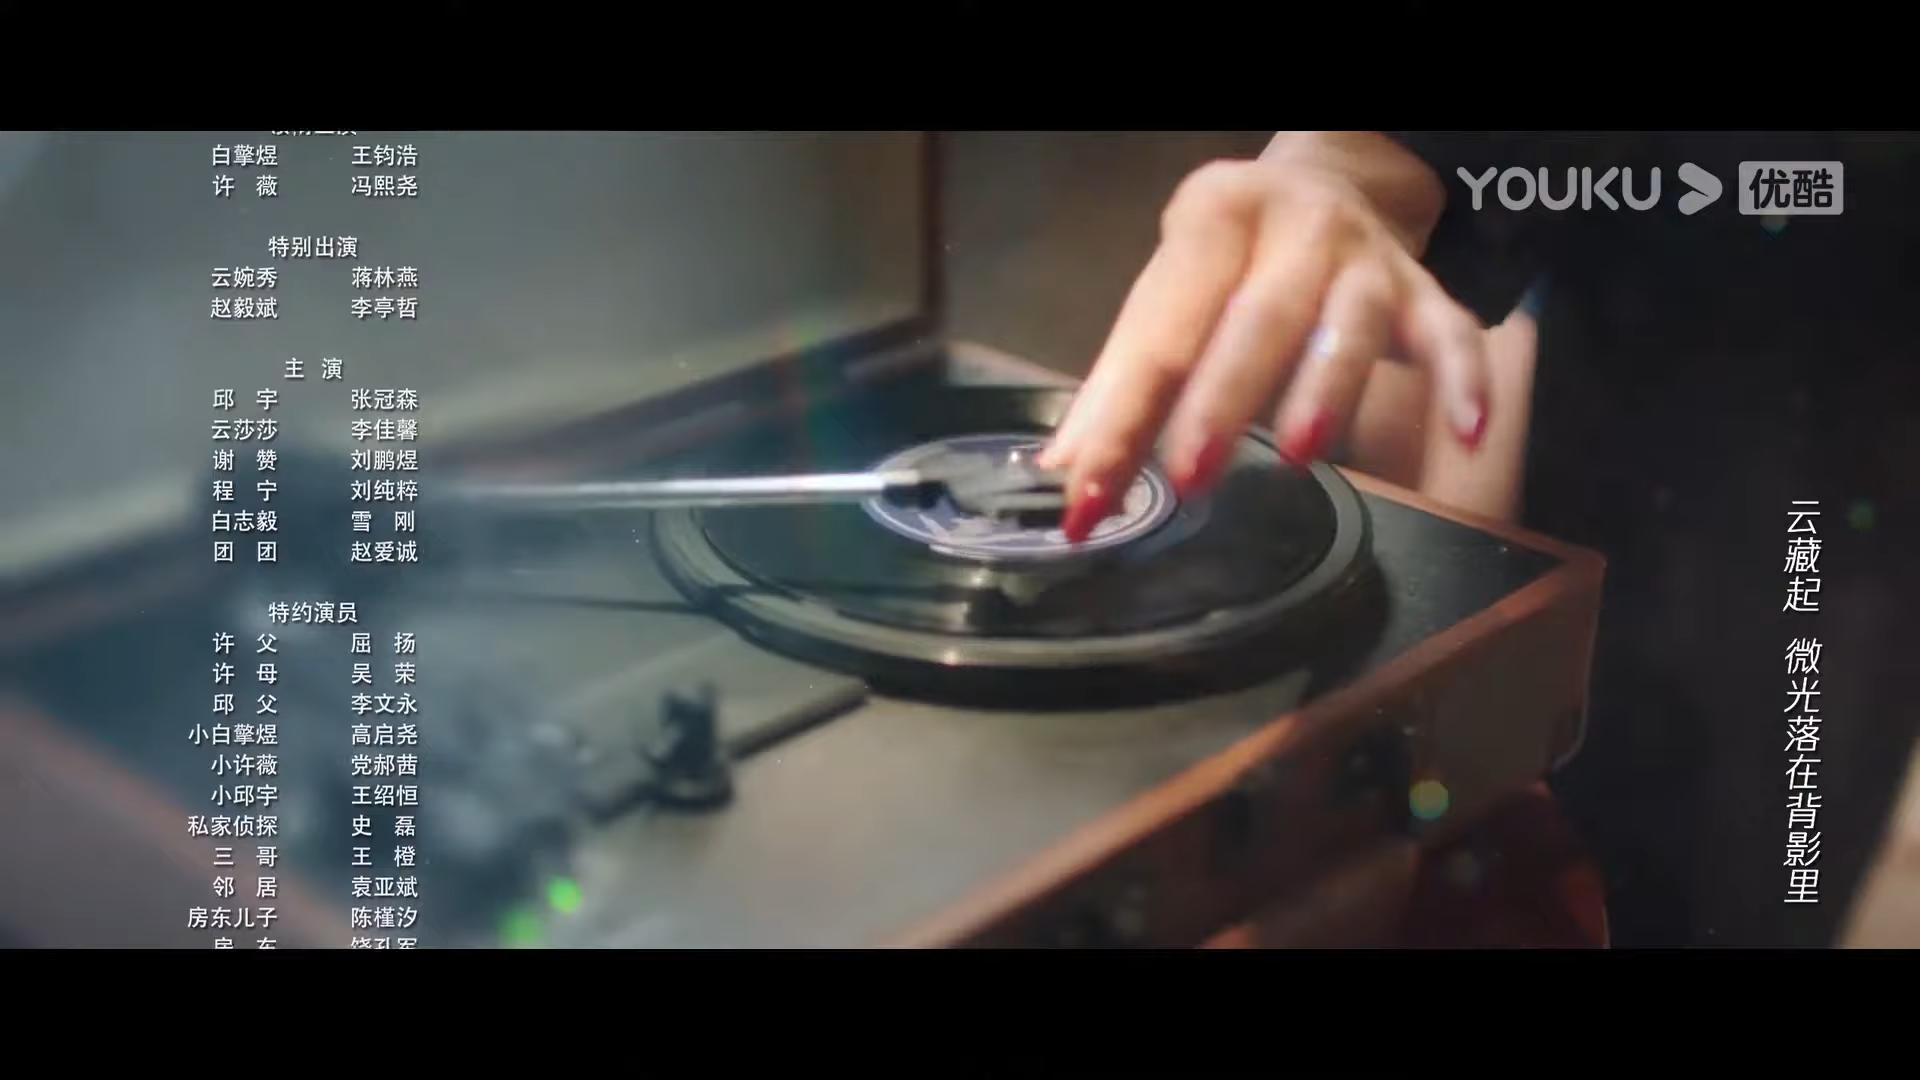 白擎煜 王钧浩
许 薇 冯熙尧
特别出演
云婉秀 蒋林燕
赵毅斌 李亭哲
主 演
邱 宇 张冠森
云莎莎 李佳馨
谢 赞 刘鹏煜
程 宁 刘纯粹
白志毅 雪 刚
团 团 赵爱诚
特约演员
许 父 屈 扬
许 母 吴 荣
邱 父 李文永
小白擎煜 高启尧
小许薇 党郝茜
小邱宇 王绍恒
私家侦探 史 磊
三 哥 王 橙
邻 居 袁亚斌
房东儿子 陈槿汐
YOUKU 优酷
云藏起 微光落在背影里